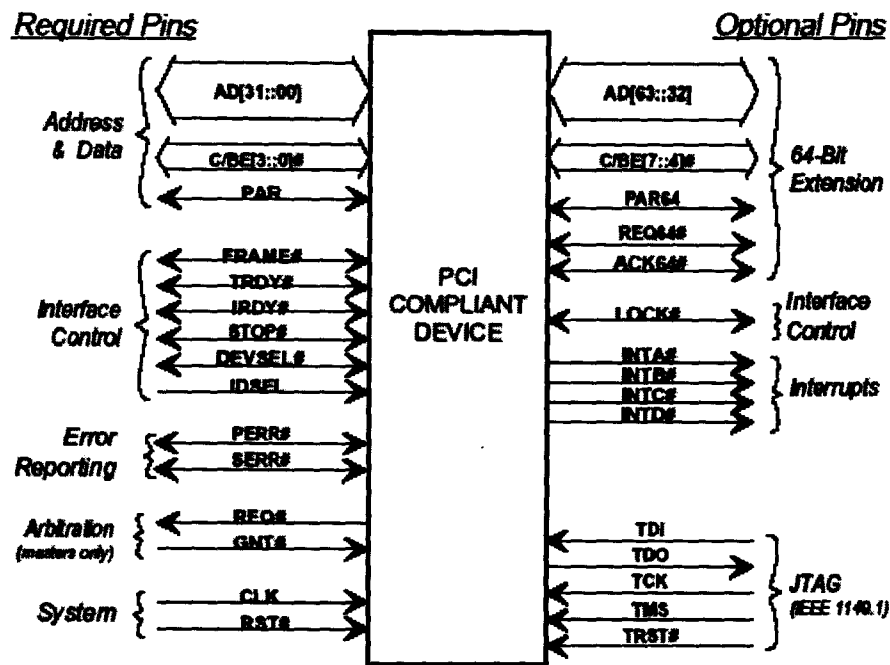 Required Pins
Optional Pins
Address
& Data
AD[31::00]
C/BE[3::0]#
PAR
Interface
Control
FRAME#
TRDY#
IRDY#
STOP#
DEVSEL#
IDSEL
Error
Reporting
PERR#
SERR#
Arbitration
(masters only)
REQ#
GNT#
System
CLK
RST#
PCI
COMPLIANT
DEVICE
AD[63::32]
C/BE[7::4]#
PAR64
REQ64#
ACK64#
64-Bit
Extension
LOCK#
Interface
Control
INTA#
INTB#
INTC#
INTD#
Interrupts
TDI
TDO
TCK
TMS
TRST#
JTAG
(IEEE 1149.1)